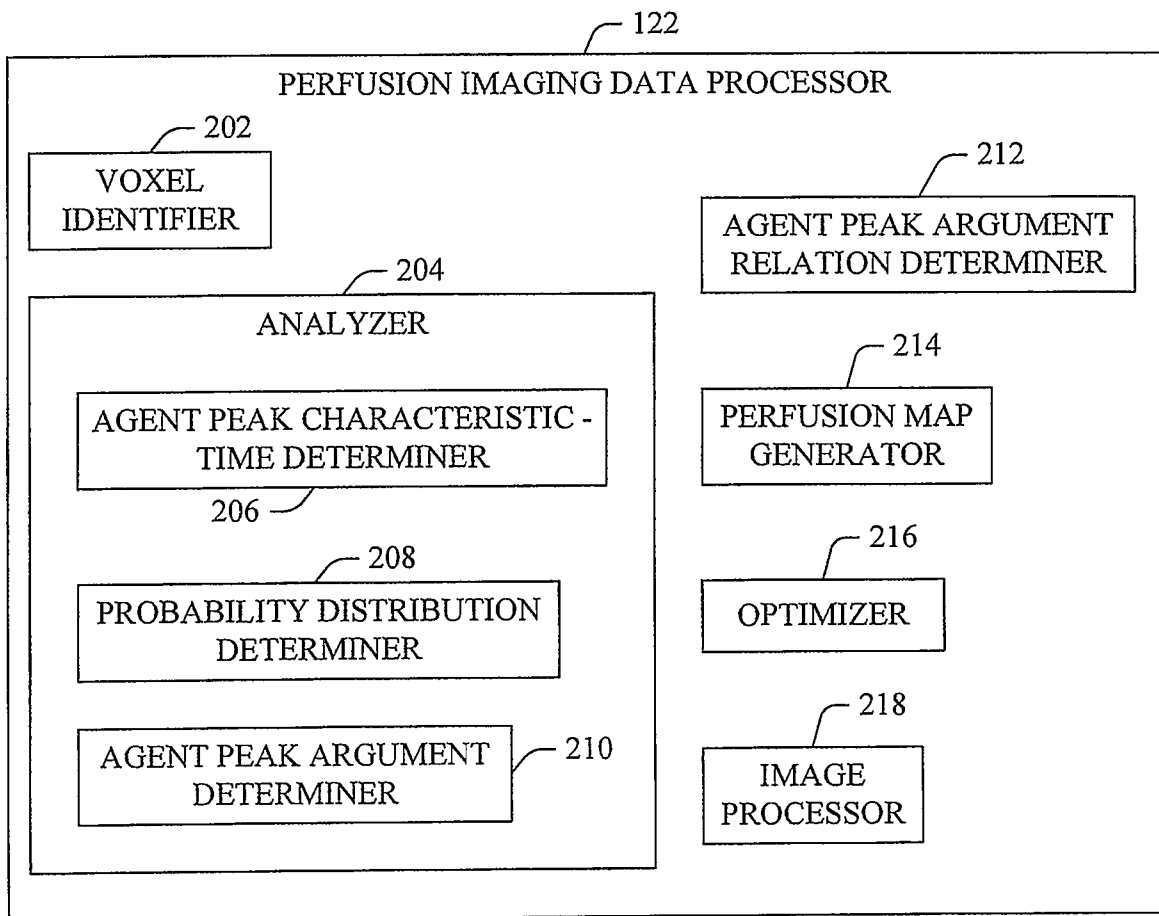 122
PERFUSION IMAGING DATA PROCESSOR
202
VOXEL
IDENTIFIER
204
ANALYZER
AGENT PEAK CHARACTERISTIC -
TIME DETERMINER
206
208
PROBABILITY DISTRIBUTION
DETERMINER
AGENT PEAK ARGUMENT
DETERMINER
210
212
AGENT PEAK ARGUMENT
RELATION DETERMINER
214
PERFUSION MAP
GENERATOR
216
OPTIMIZER
218
IMAGE
PROCESSOR